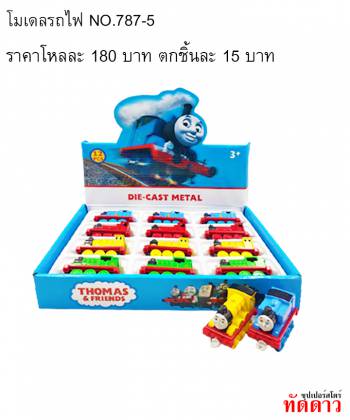 โมเดลรถไฟ NO.787-5
ราคาโหลละ 180 บาท ตกชิ้นละ 15 บาท
3+
DIE-CAST METAL
THOMAS
& FRIENDS
ซุปเปอร์สโตร์
ทัดดาว